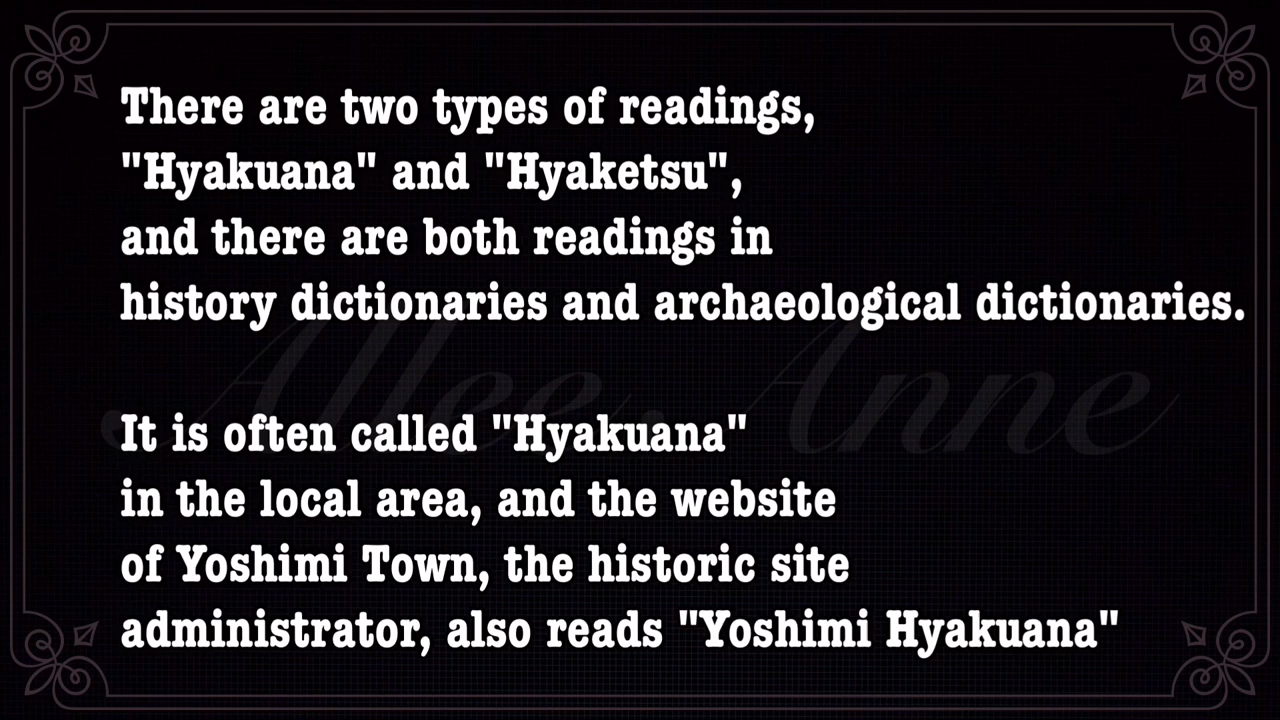 There are two types of readings,
"Hyakuana" and "Hyaketsu",
and there are both readings in
history dictionaries and archaeological dictionaries.
Allee Anne
It is often called "Hyakuana"
in the local area, and the website
of Yoshimi Town, the historic site
administrator, also reads "Yoshimi Hyakuana"